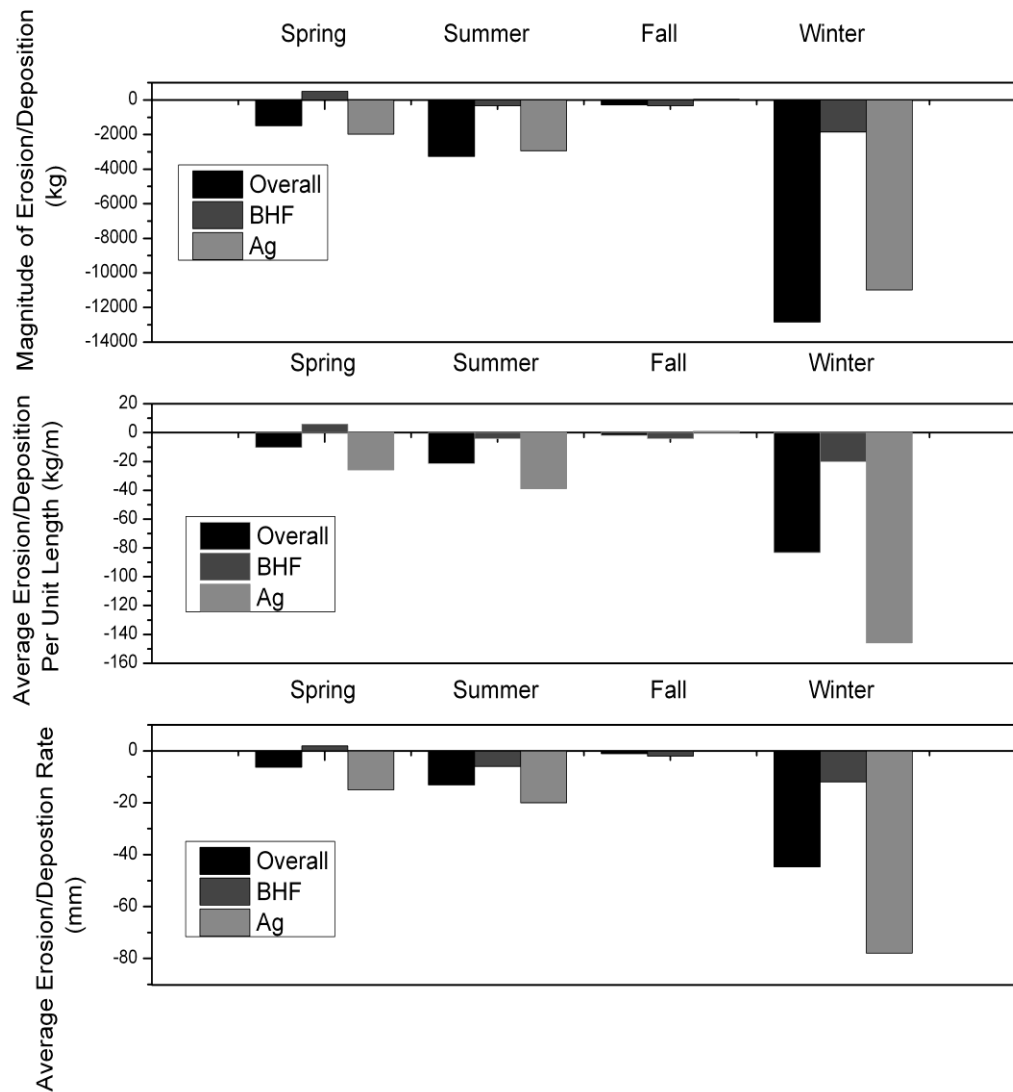 Spring Summer Fall Winter
Magnitude of Erosion/Deposition
(kg)
0
-2000
-4000
-6000
-8000
-10000
-12000
-14000
Overall
BHF
Ag
Spring Summer Fall Winter
Average Erosion/Deposition
Per Unit Length (kg/m)
20
0
-20
-40
-60
-80
-100
-120
-140
-160
Overall
BHF
Ag
Spring Summer Fall Winter
Average Erosion/Depostion Rate
(mm)
0
-20
-40
-60
-80
Overall
BHF
Ag